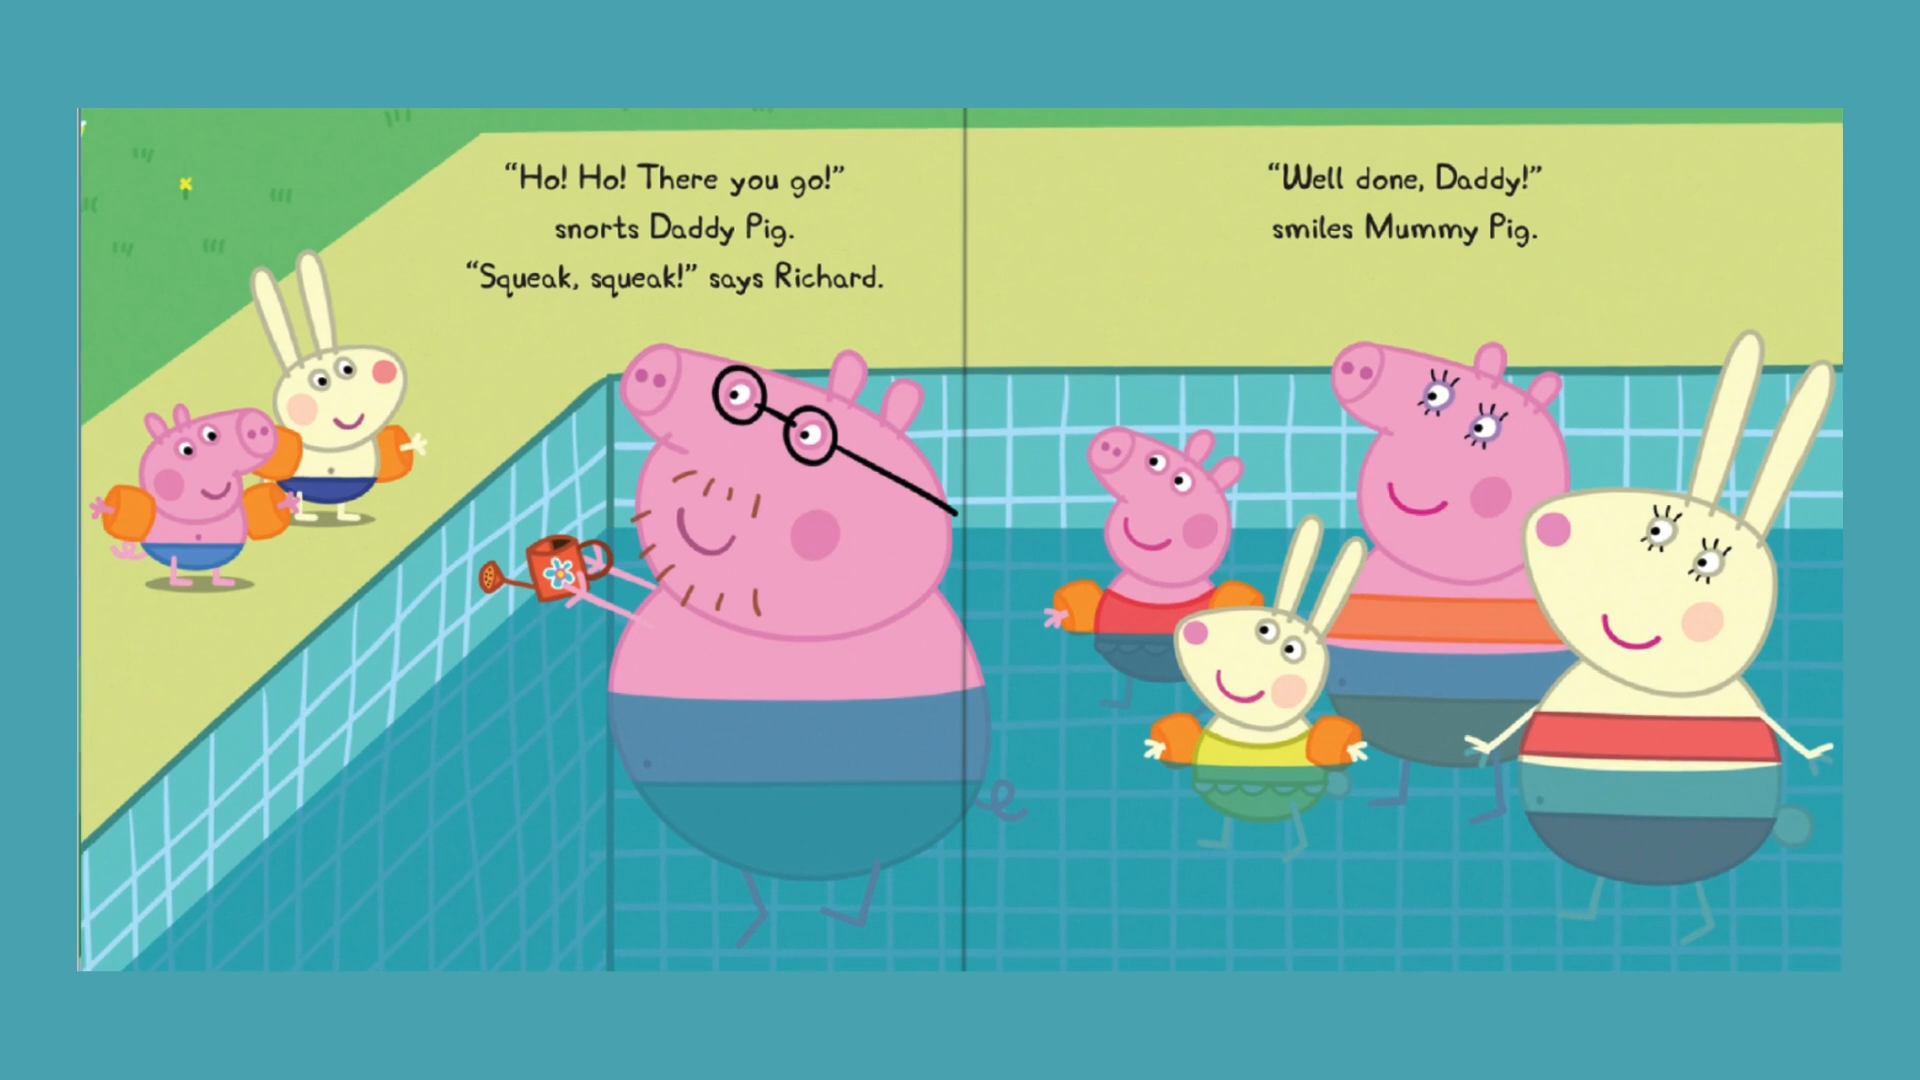 “Ho! Ho! There you go!”
snorts Daddy Pig.
“Squeak, squeak!” says Richard.
“Well done, Daddy!”
smiles Mummy Pig.